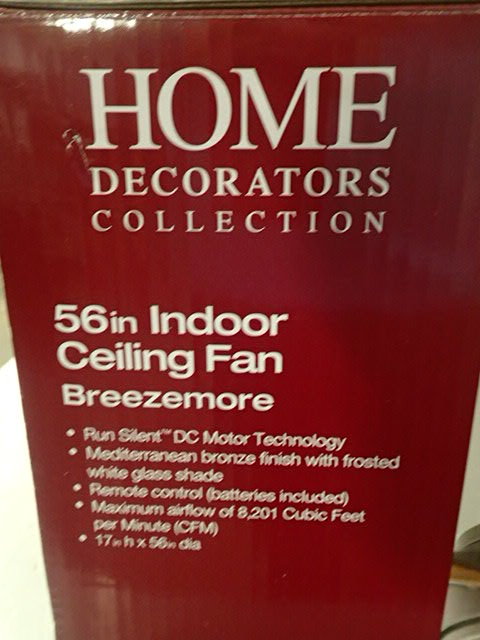 HOME
DECORATORS
COLLECTION
56in Indoor
Ceiling Fan
Breezemore
• Run Silent™ DC Motor Technology
• Mediterranean bronze finish with frosted
white glass shade
• Remote control (batteries included)
• Maximum airflow of 8,201 Cubic Feet
per Minute (CFM)
• 17in h x 56in dia